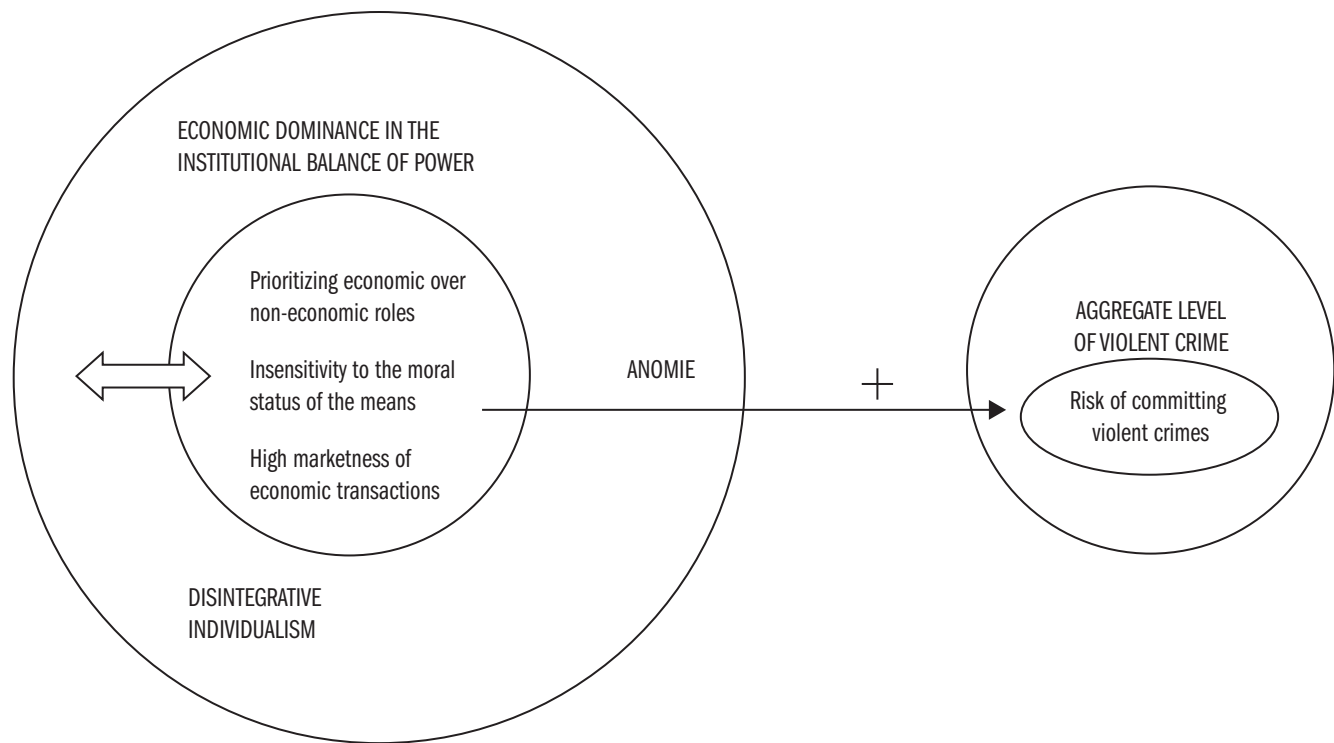 ECONOMIC DOMINANCE IN THE
INSTITUTIONAL BALANCE OF POWER
Prioritizing economic over
non-economic roles
Insensitivity to the moral
status of the means
High marketness of
economic transactions
ANOMIE
DISINTEGRATIVE
INDIVIDUALISM
+
AGGREGATE LEVEL
OF VIOLENT CRIME
Risk of committing
violent crimes